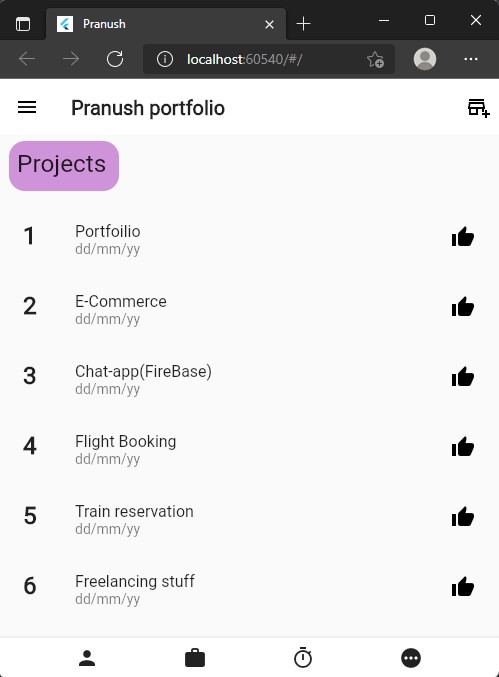 Pranush
localhost:60540/#/
Pranush portfolio
Projects
1 Portfoilio
dd/mm/yy
2 E-Commerce
dd/mm/yy
3 Chat-app(FireBase)
dd/mm/yy
4 Flight Booking
dd/mm/yy
5 Train reservation
dd/mm/yy
6 Freelancing stuff
dd/mm/yy